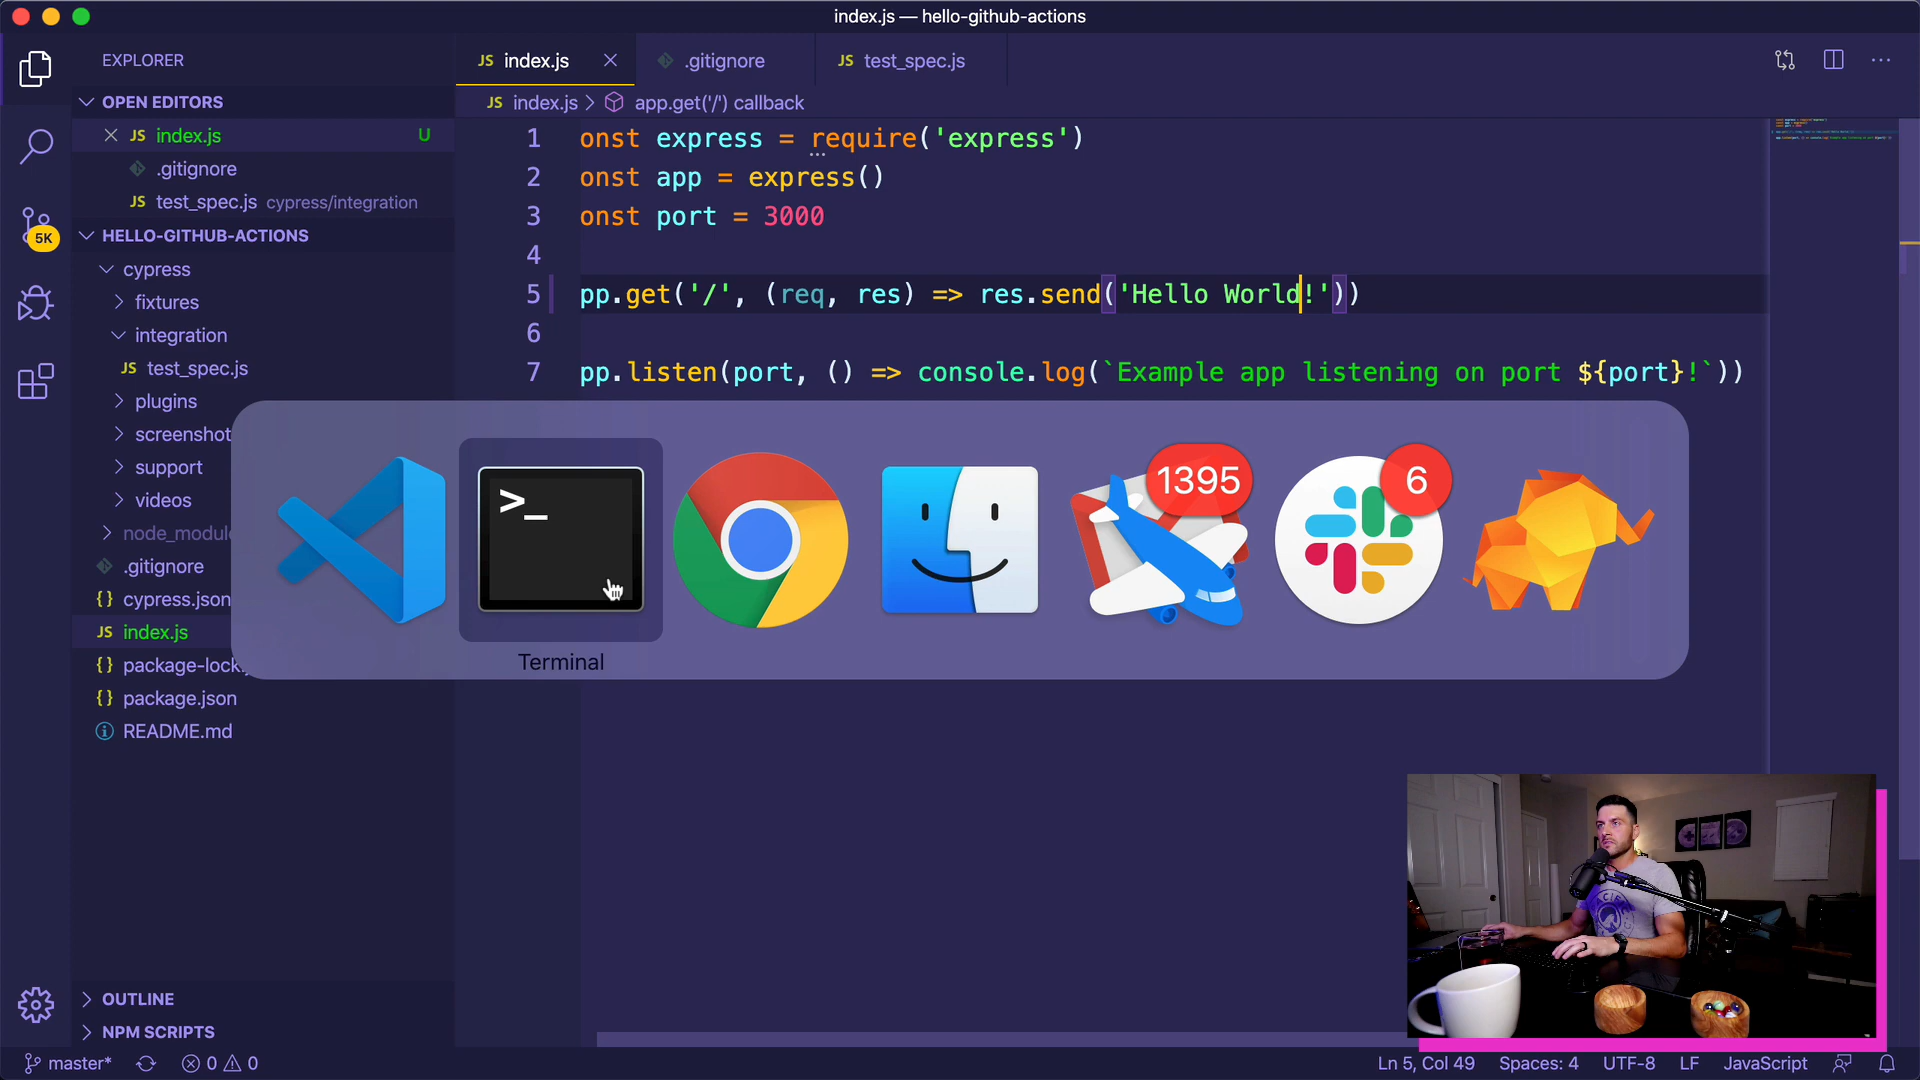 index.js — hello-github-actions
EXPLORER
JS index.js
.gitignore
JS test_spec.js
OPEN EDITORS
JS index.js U
.gitignore
JS test_spec.js cypress/integration
HELLO-GITHUB-ACTIONS
cypress
fixtures
integration
JS test_spec.js
plugins
screenshot
support
videos
node_modul
.gitignore
{} cypress.json
JS index.js
{} package-lock.
{} package.json
README.md
OUTLINE
NPM SCRIPTS
5K
JS index.js > app.get('/') callback
1 onst express = require('express')
2 onst app = express()
3 onst port = 3000
4
5 pp.get('/', (req, res) => res.send('Hello World!'))
6
7 pp.listen(port, () => console.log(`Example app listening on port ${port}!`))
>_
1395
6
Terminal
master* 0 0
Ln 5, Col 49 Spaces: 4 UTF-8 LF JavaScript